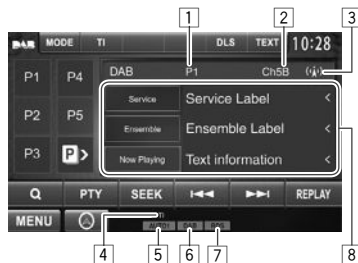 1 2 3
DAB MODE TI DLS TEXT 10:28
P1 P4 DAB P1 Ch5B
Service Service Label <
P2 P5 Ensemble Ensemble Label <
P3 P > Now Playing Text information <
Q PTY SEEK REPLAY
MENU
4 5 6 7 8